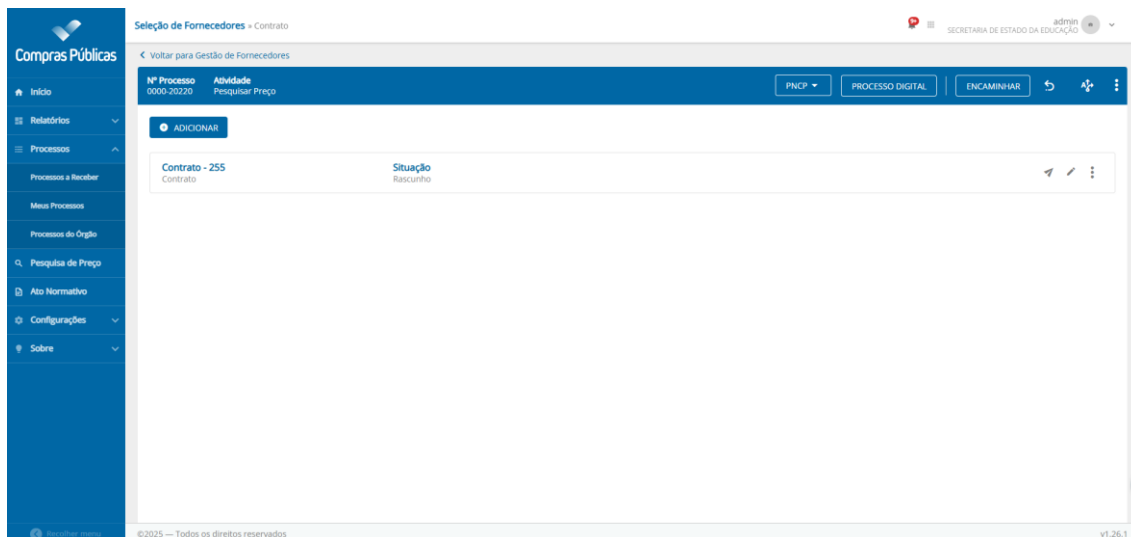 Compras Públicas
Início
Relatórios
Processos
Processos a Receber
Meus Processos
Processos do Órgão
Pesquisa de Preço
Ato Normativo
Configurações
Sobre
Recolher menu
Seleção de Fornecedores » Contrato
9+
admin
SECRETARIA DE ESTADO DA EDUCAÇÃO
Voltar para Gestão de Fornecedores
Nº Processo Atividade
0000-20220 Pesquisar Preço
PNCP
PROCESSO DIGITAL
ENCAMINHAR
ADICIONAR
Contrato - 255 Situação
Contrato Rascunho
©2025 — Todos os direitos reservados
v1.26.1